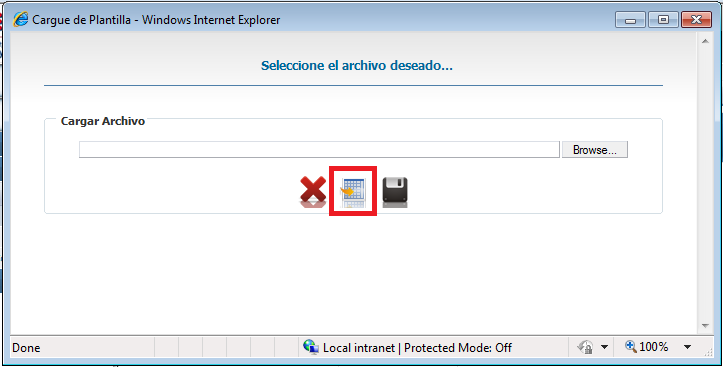 Cargue de Plantilla - Windows Internet Explorer
Seleccione el archivo deseado...
Cargar Archivo
Browse...
Done
Local intranet | Protected Mode: Off
100%